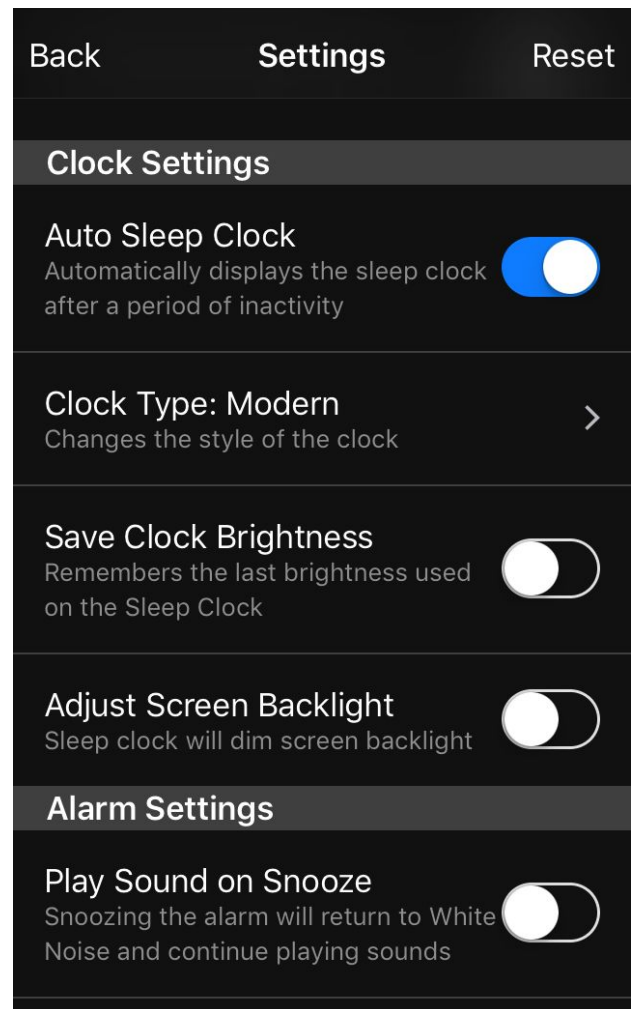 Back Settings Reset
Clock Settings
Auto Sleep Clock
Automatically displays the sleep clock
after a period of inactivity
Clock Type: Modern
Changes the style of the clock
Save Clock Brightness
Remembers the last brightness used
on the Sleep Clock
Adjust Screen Backlight
Sleep clock will dim screen backlight
Alarm Settings
Play Sound on Snooze
Snoozing the alarm will return to White
Noise and continue playing sounds